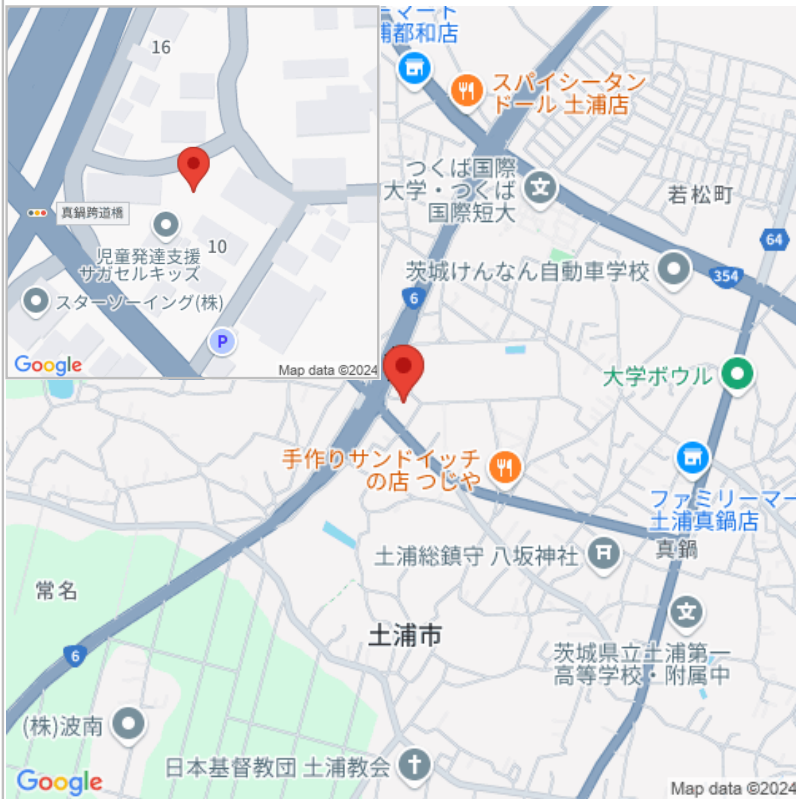 16
真鍋跨道橋
10
児童発達支援
サガセルキッズ
スターソーイング(株)
P
Google
Map data ©2024
マート
浦都和店
スパイシータン
ドール 土浦店
つくば国際
大学・つくば
国際短大
文
若松町
64
茨城けんなん自動車学校
354
6
大学ボウル
手作りサンドイッチ
の店 つじや
ファミリーマー
土浦真鍋店
土浦総鎮守 八坂神社
真鍋
常名
土浦市
文
6
茨城県立土浦第一
高等学校・附属中
(株)波南
日本基督教団 土浦教会
Google
Map data ©2024